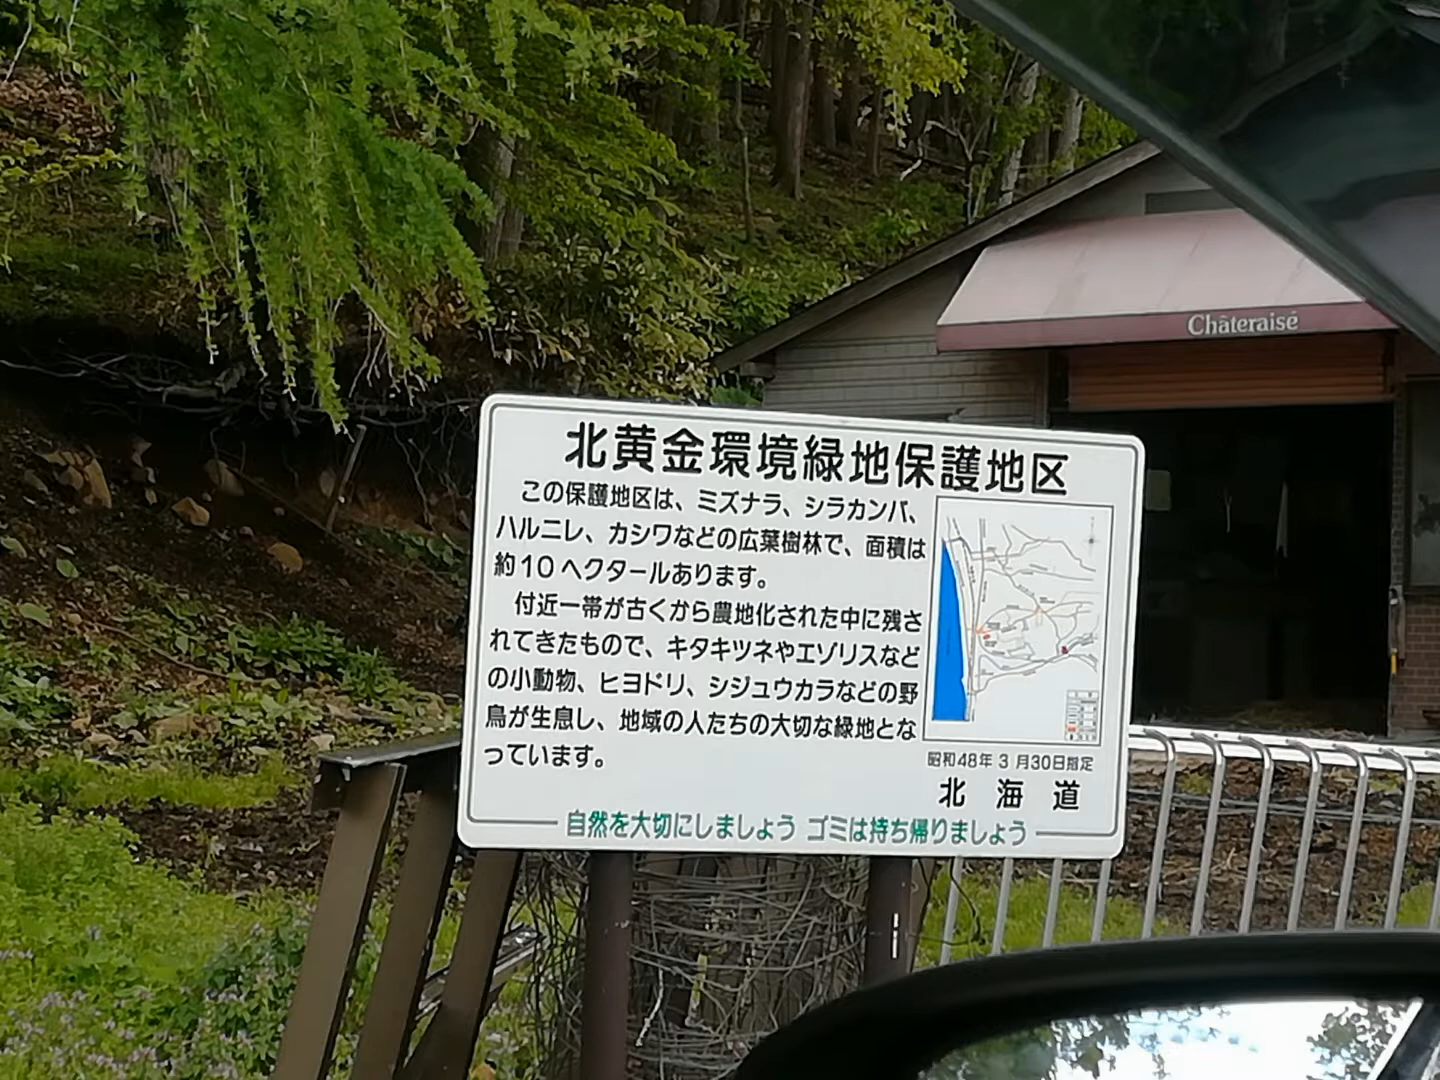 Châteraisé
北黄金環境緑地保護地区
この保護地区は、ミズナラ、シラカンバ、
ハルニレ、カシワなどの広葉樹林で、面積は
約10ヘクタールあります。
付近一帯が古くから農地化された中に残さ
れてきたもので、キタキツネやエゾリスなど
の小動物、ヒヨドリ、シジュウカラなどの野
鳥が生息し、地域の人たちの大切な緑地とな
っています。
昭和48年3月30日指定
北海道
自然を大切にしましょう ゴミは持ち帰りましょう